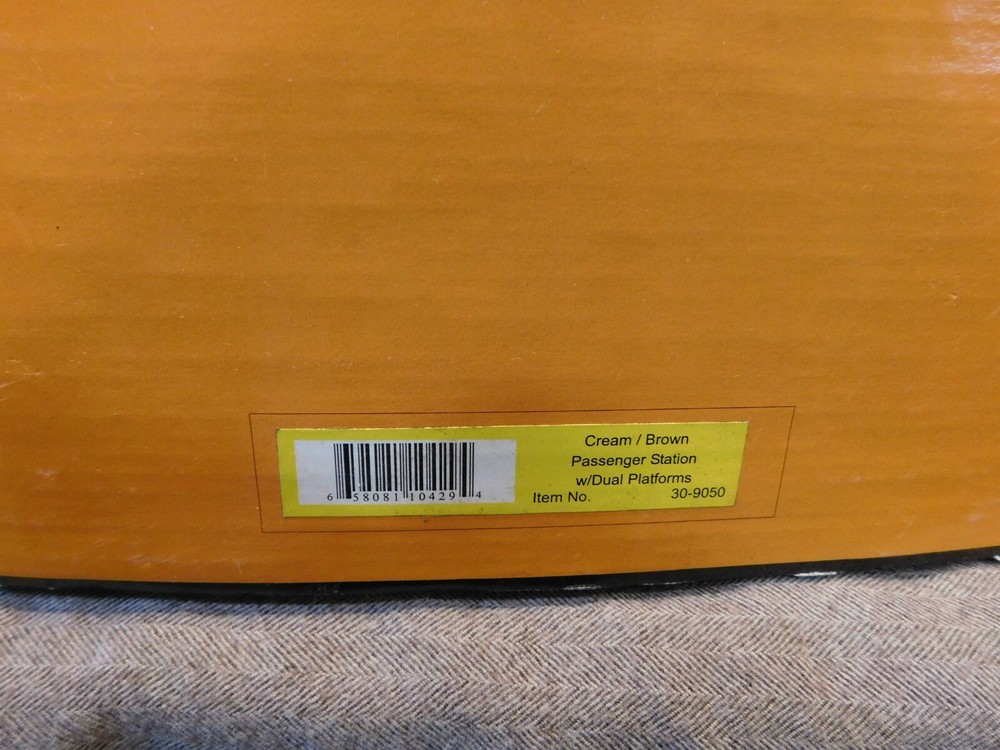 6 58081 10429 4
Cream / Brown
Passenger Station
w/Dual Platforms
Item No. 30-9050